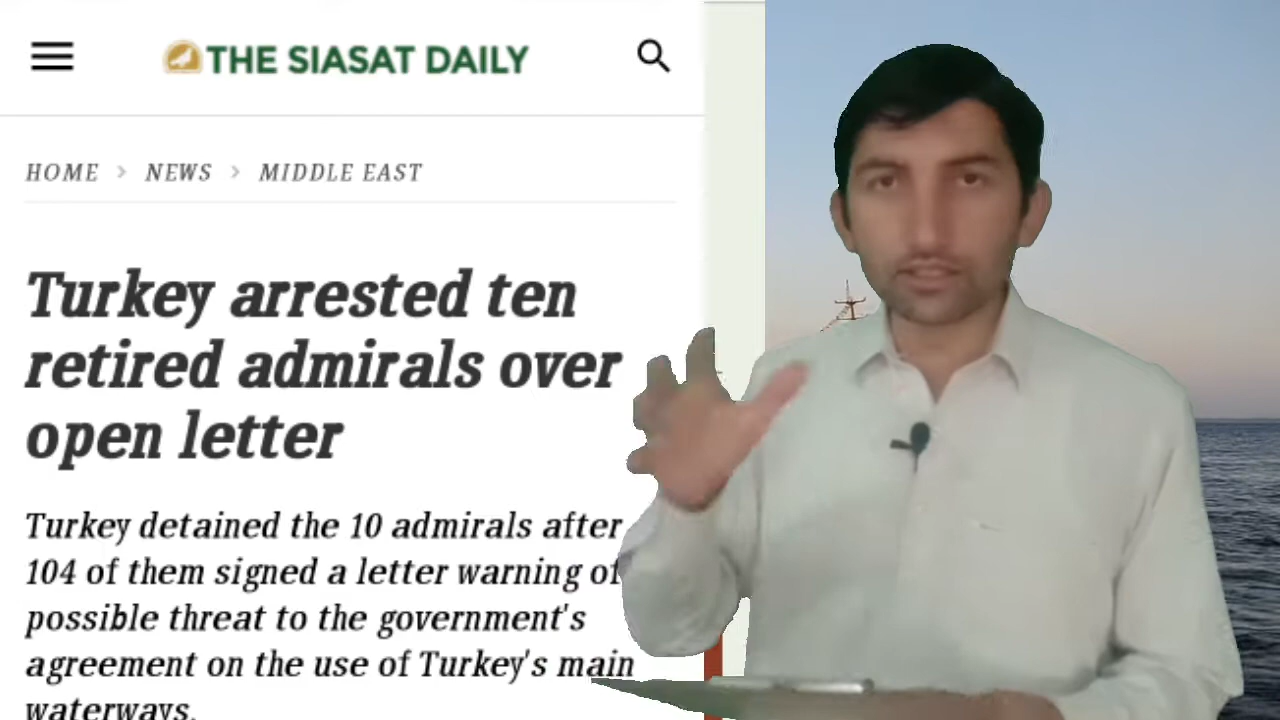 THE SIASAT DAILY
HOME > NEWS > MIDDLE EAST
Turkey arrested ten
retired admirals over
open letter
Turkey detained the 10 admirals after
104 of them signed a letter warning of
possible threat to the government's
agreement on the use of Turkey's main
waterways.